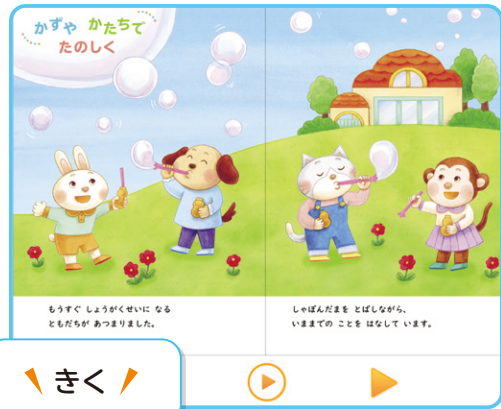 かずや かたちで
たのしく
もうすぐ しょうがくせいに なる
ともだちが あつまりました。
しゃぼんだまを とばしながら、
いままでの ことを はなして います。
きく